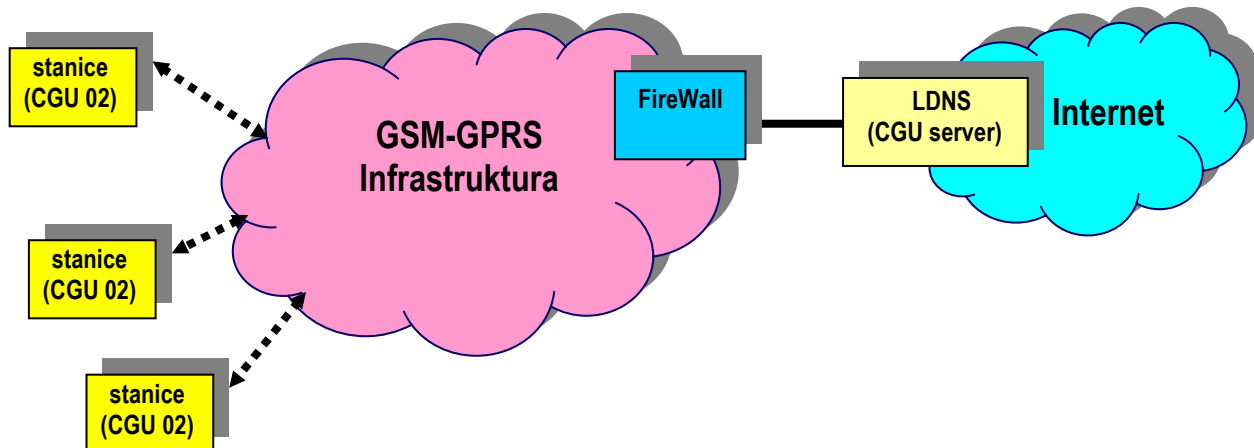 stanice
(CGU 02)
GSM-GPRS
Infrastruktura
FireWall
LDNS
(CGU server)
Internet
stanice
(CGU 02)
stanice
(CGU 02)